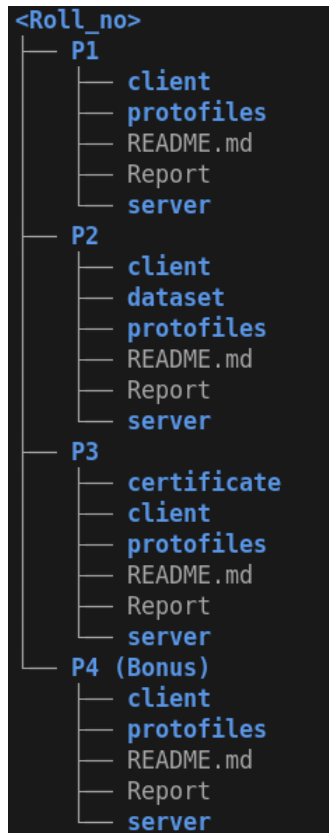 <Roll_no>
P1
client
protofiles
README.md
Report
server
P2
client
dataset
protofiles
README.md
Report
server
P3
certificate
client
protofiles
README.md
Report
server
P4 (Bonus)
client
protofiles
README.md
Report
server